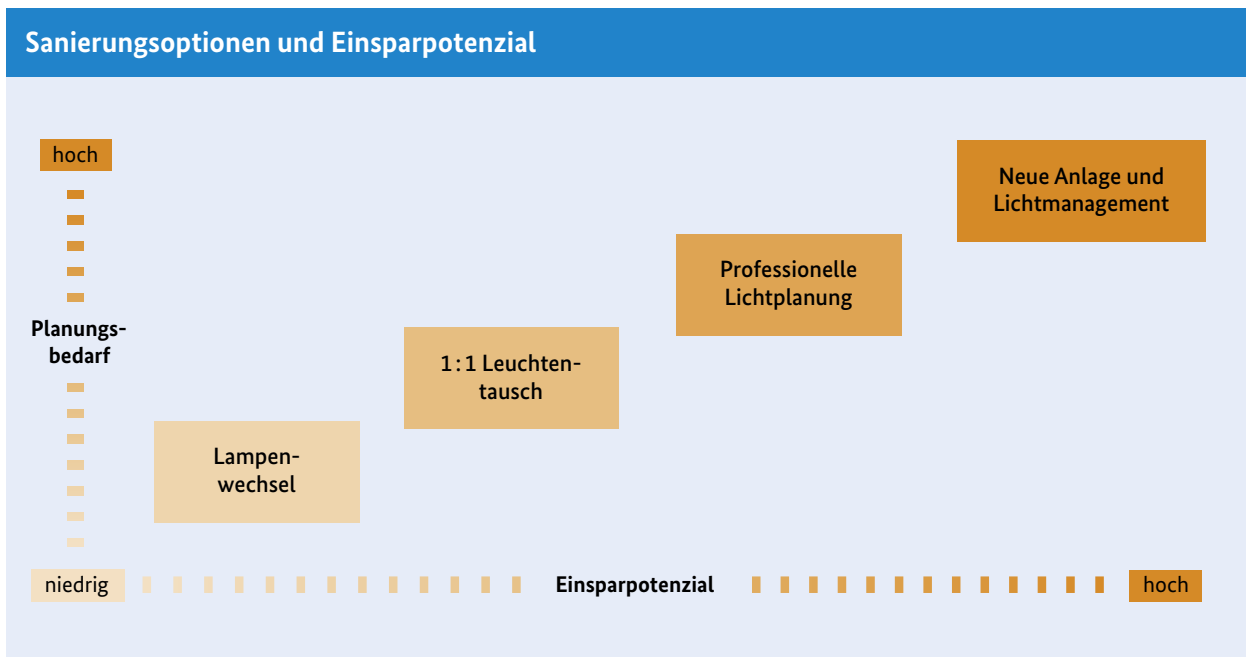 Sanierungsoptionen und Einsparpotenzial
hoch
Neue Anlage und
Lichtmanagement
Professionelle
Lichtplanung
Planungs-
bedarf
1:1 Leuchten-
tausch
Lampen-
wechsel
niedrig
Einsparpotenzial
hoch